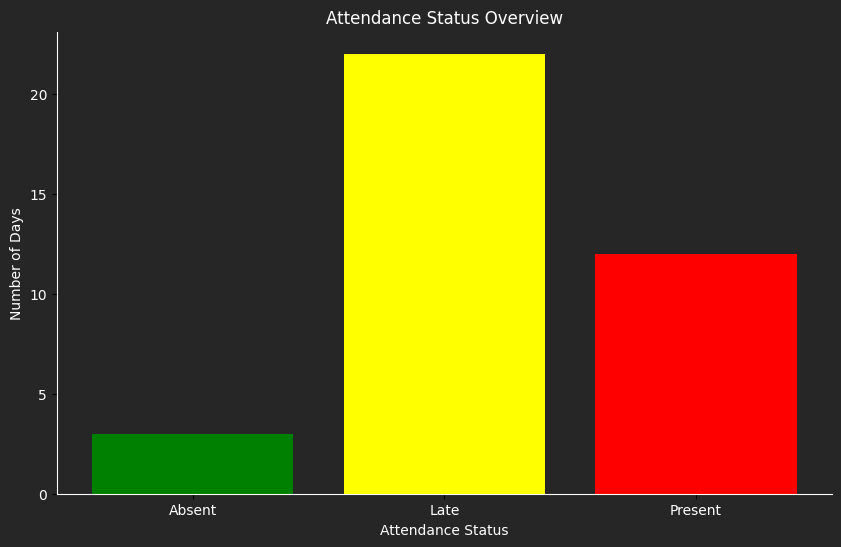 Attendance Status Overview
Number of Days
20
15
10
5
0
Absent Late Present
Attendance Status